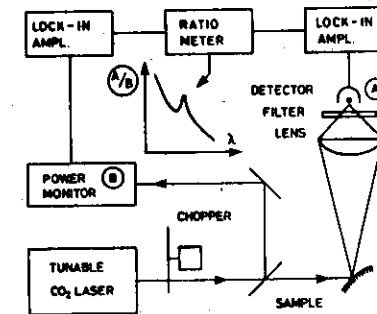 LOCK-IN
AMPL.
RATIO
METER
LOCK-IN
AMPL.
A/B
λ
DETECTOR
A
FILTER
LENS
POWER
MONITOR
B
CHOPPER
TUNABLE
CO₂ LASER
SAMPLE